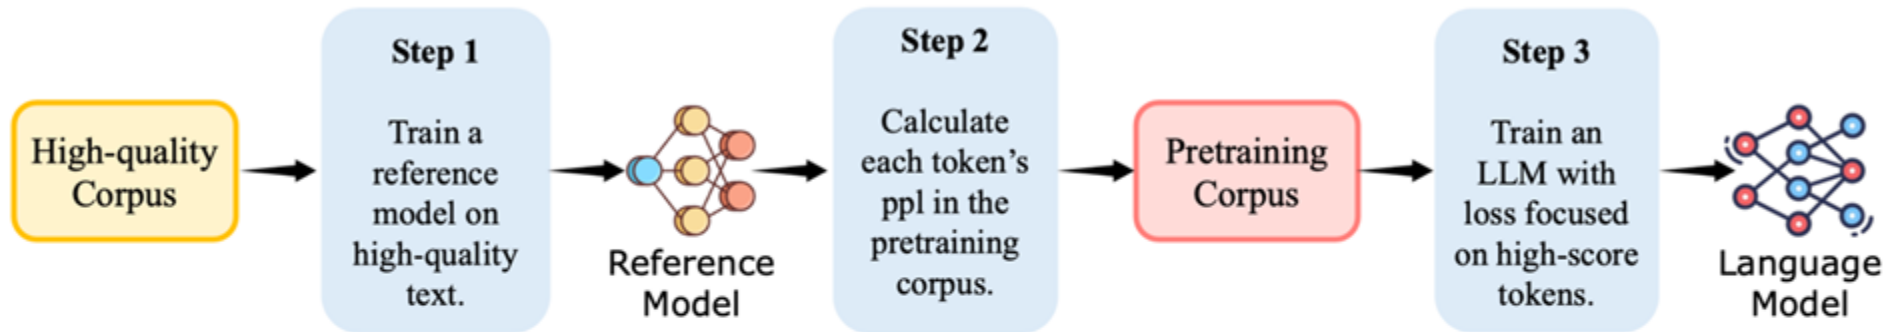 High-quality
Corpus
Step 1
Train a
reference
model on
high-quality
text.
Reference
Model
Step 2
Calculate
each token’s
ppl in the
pretraining
corpus.
Pretraining
Corpus
Step 3
Train an
LLM with
loss focused
on high-score
tokens.
Language
Model